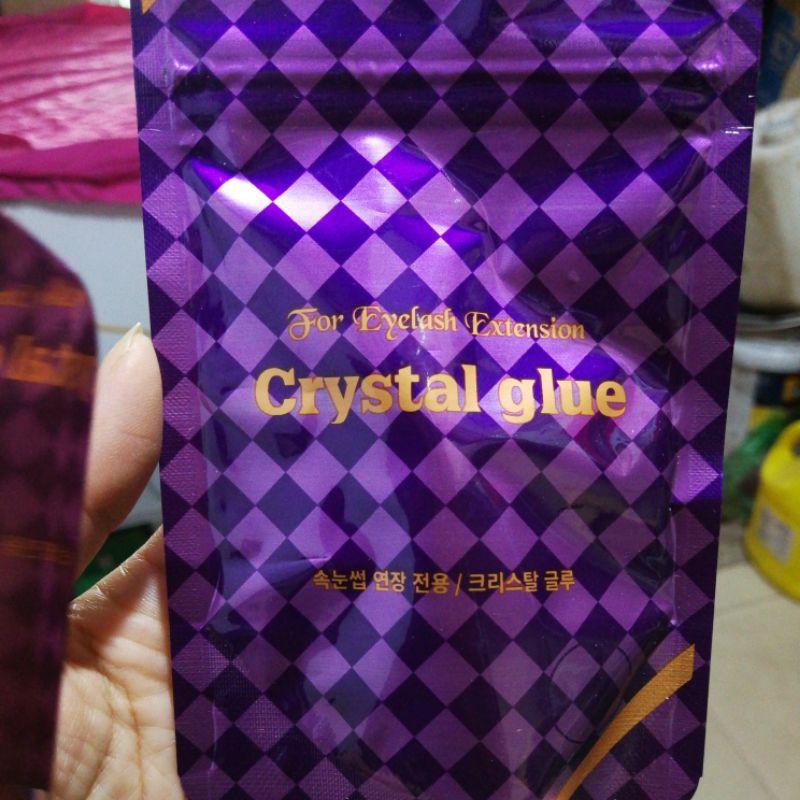 For Eyelash Extension
Crystal glue
속눈썹 연장 전용 / 크리스탈 글루